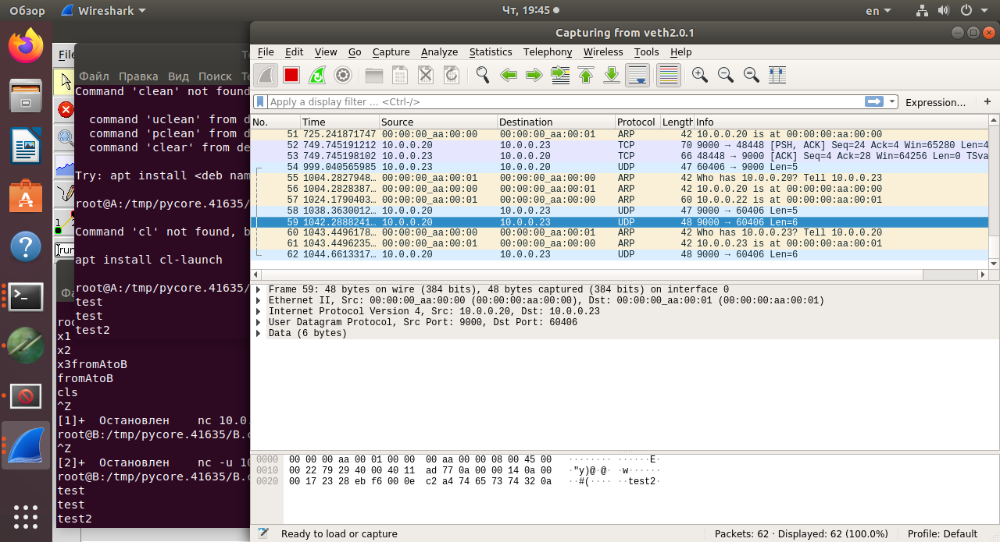 Обзор Wireshark Чт, 19:45 en
Capturing from veth2.0.1
File Edit View Go Capture Analyze Statistics Telephony Wireless Tools Help
Apply a display filter … <Ctrl-/> Expression… +
No. Time Source Destination Protocol Length Info
51 725.241871747 00:00:00_aa:00:00 00:00:00_aa:00:01 ARP 42 10.0.0.20 is at 00:00:00:aa:00:00
52 749.745191212 10.0.0.20 10.0.0.23 TCP 70 9000 → 48448 [PSH, ACK] Seq=24 Ack=4 Win=65280 Len=4
53 749.745198102 10.0.0.23 10.0.0.20 TCP 66 48448 → 9000 [ACK] Seq=4 Ack=28 Win=64256 Len=0 TSva
54 999.040565985 10.0.0.23 10.0.0.20 UDP 47 60406 → 9000 Len=5
55 1004.2827948… 00:00:00_aa:00:01 00:00:00_aa:00:00 ARP 42 Who has 10.0.0.20? Tell 10.0.0.23
56 1004.2828387… 00:00:00_aa:00:00 00:00:00_aa:00:01 ARP 42 10.0.0.20 is at 00:00:00:aa:00:00
57 1024.1790403… 00:00:00_aa:00:01 00:00:00_aa:00:00 ARP 60 10.0.0.22 is at 00:00:00:aa:00:01
58 1038.3630012… 10.0.0.20 10.0.0.23 UDP 47 9000 → 60406 Len=5
59 1042.2888241… 10.0.0.20 10.0.0.23 UDP 48 9000 → 60406 Len=6
60 1043.4496178… 00:00:00_aa:00:00 00:00:00_aa:00:01 ARP 42 Who has 10.0.0.23? Tell 10.0.0.20
61 1043.4496235… 00:00:00_aa:00:01 00:00:00_aa:00:00 ARP 42 10.0.0.23 is at 00:00:00:aa:00:01
62 1044.6613317… 10.0.0.20 10.0.0.23 UDP 48 9000 → 60406 Len=6
Frame 59: 48 bytes on wire (384 bits), 48 bytes captured (384 bits) on interface 0
Ethernet II, Src: 00:00:00_aa:00:00 (00:00:00:aa:00:00), Dst: 00:00:00_aa:00:01 (00:00:00:aa:00:01)
Internet Protocol Version 4, Src: 10.0.0.20, Dst: 10.0.0.23
User Datagram Protocol, Src Port: 9000, Dst Port: 60406
Data (6 bytes)
0000 00 00 00 aa 00 01 00 00 00 aa 00 00 08 00 45 00 ········ ······E·
0010 00 22 79 29 40 00 40 11 ad 77 0a 00 00 14 0a 00 ·"y)@·@· ·w······
0020 00 17 23 28 eb f6 00 0e c2 a4 74 65 73 74 32 0a ··#(···· ··test2·
Ready to load or capture Packets: 62 · Displayed: 62 (100.0%) Profile: Default
File
Файл Правка Вид Поиск Те
Command 'clean' not found
command 'uclean' from d
command 'pclean' from d
command 'clear' from de
Try: apt install <deb nam
root@A:/tmp/pycore.41635/
Command 'cl' not found, b
apt install cl-launch
root@A:/tmp/pycore.41635/
test
test
test2
x1
x2
x3fromAtoB
fromAtoB
cls
^Z
[1]+ Остановлен nc 10.0.
root@B:/tmp/pycore.41635/B.c
^Z
[2]+ Остановлен nc -u 10
root@B:/tmp/pycore.41635/B.c
test
test
test2